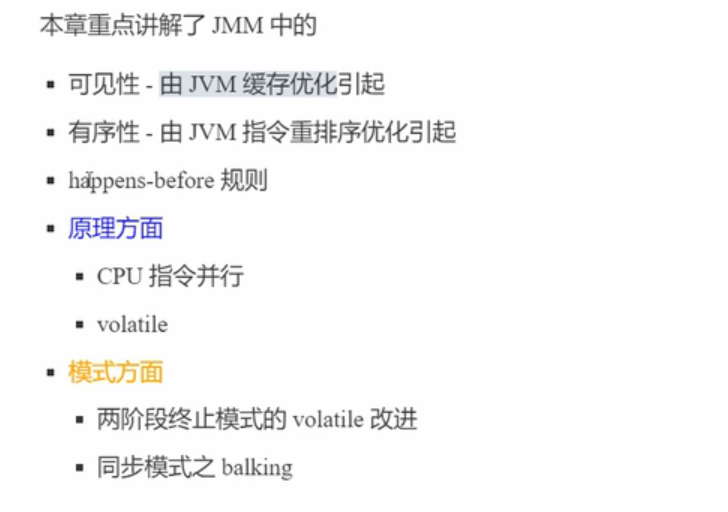 本章重点讲解了 JMM 中的
可见性 - 由 JVM 缓存优化引起
有序性 - 由 JVM 指令重排序优化引起
happens-before 规则
原理方面
CPU 指令并行
volatile
模式方面
两阶段终止模式的 volatile 改进
同步模式之 balking